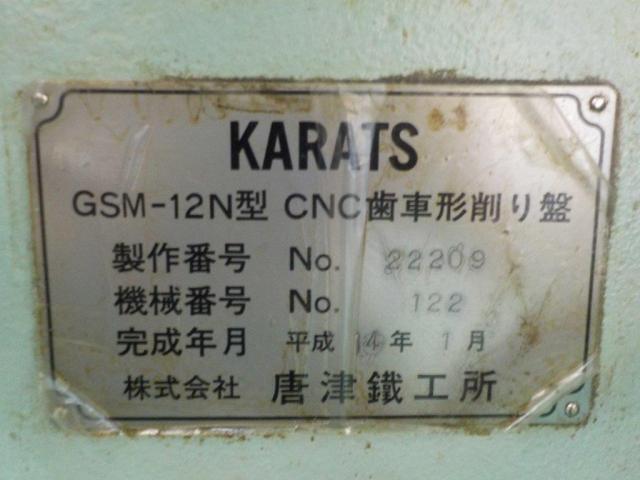 KARATS
GSM-12N型 CNC歯車形削り盤
製作番号 No. 22209
機械番号 No. 122
完成年月 平成 14年 1月
株式会社 唐津鐵工所